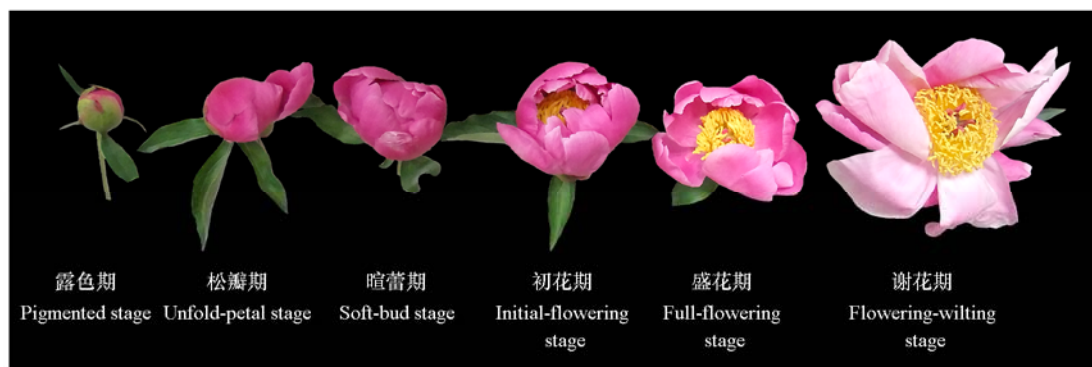 露色期 松瓣期 暄蕾期 初花期 盛花期 谢花期
Pigmented stage Unfold-petal stage Soft-bud stage Initial-flowering stage Full-flowering stage Flowering-wilting stage